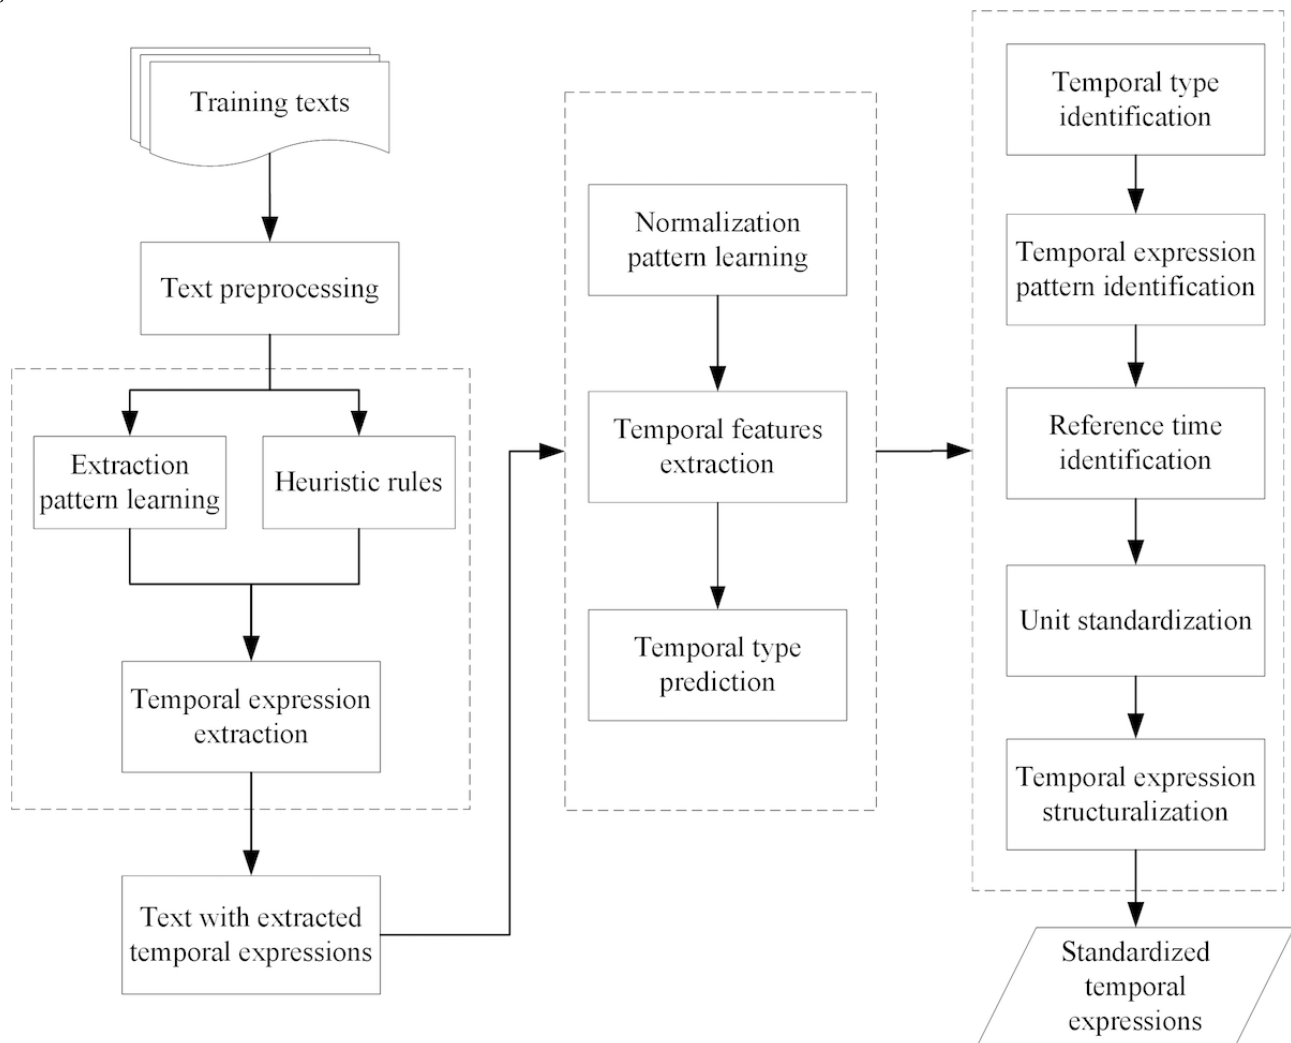 Training texts
Text preprocessing
Extraction
pattern learning
Heuristic rules
Temporal expression
extraction
Text with extracted
temporal expressions
Normalization
pattern learning
Temporal features
extraction
Temporal type
prediction
Temporal type
identification
Temporal expression
pattern identification
Reference time
identification
Unit standardization
Temporal expression
structuralization
Standardized
temporal
expressions